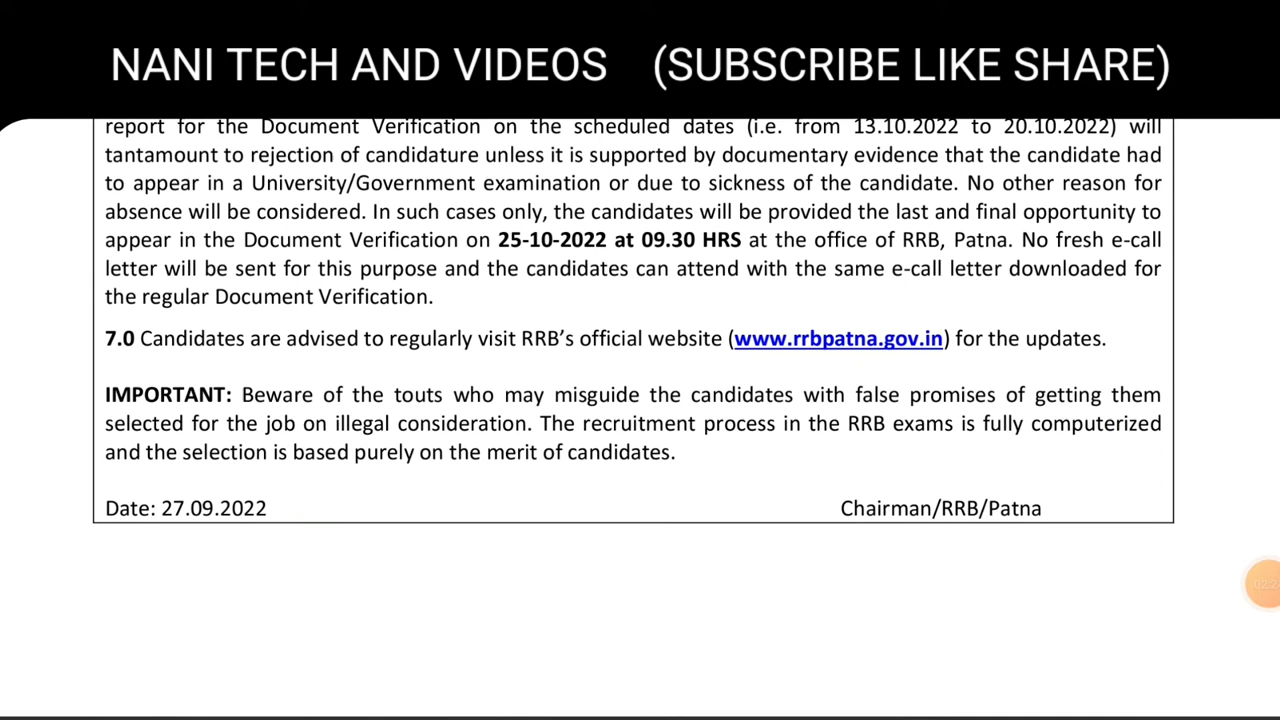 NANI TECH AND VIDEOS (SUBSCRIBE LIKE SHARE)
report for the Document Verification on the scheduled dates (i.e. from 13.10.2022 to 20.10.2022) will
tantamount to rejection of candidature unless it is supported by documentary evidence that the candidate had
to appear in a University/Government examination or due to sickness of the candidate. No other reason for
absence will be considered. In such cases only, the candidates will be provided the last and final opportunity to
appear in the Document Verification on 25-10-2022 at 09.30 HRS at the office of RRB, Patna. No fresh e-call
letter will be sent for this purpose and the candidates can attend with the same e-call letter downloaded for
the regular Document Verification.
7.0 Candidates are advised to regularly visit RRB’s official website (www.rrbpatna.gov.in) for the updates.
IMPORTANT: Beware of the touts who may misguide the candidates with false promises of getting them
selected for the job on illegal consideration. The recruitment process in the RRB exams is fully computerized
and the selection is based purely on the merit of candidates.
Date: 27.09.2022 Chairman/RRB/Patna